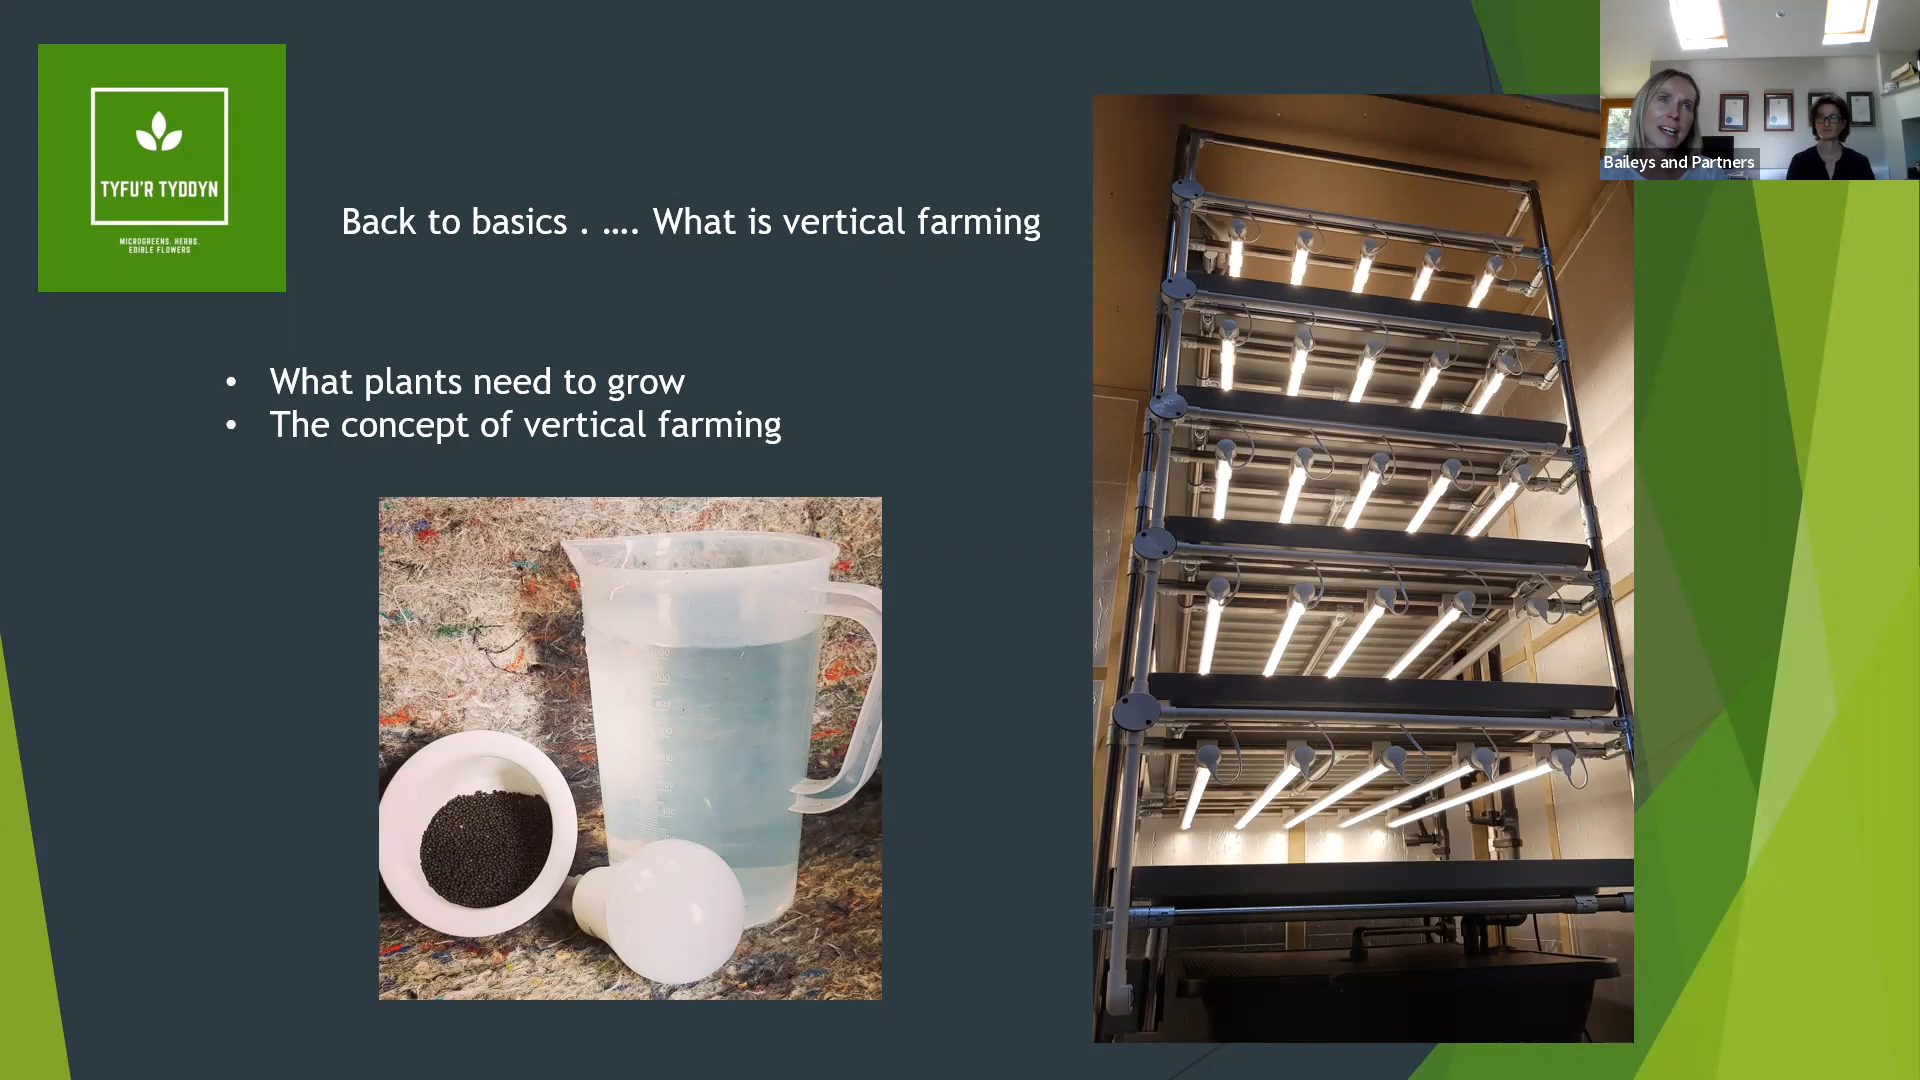 TYFU'R TYDDYN
MICROGREENS. HERBS.
EDIBLE FLOWERS
Back to basics . …. What is vertical farming
• What plants need to grow
• The concept of vertical farming
Baileys and Partners